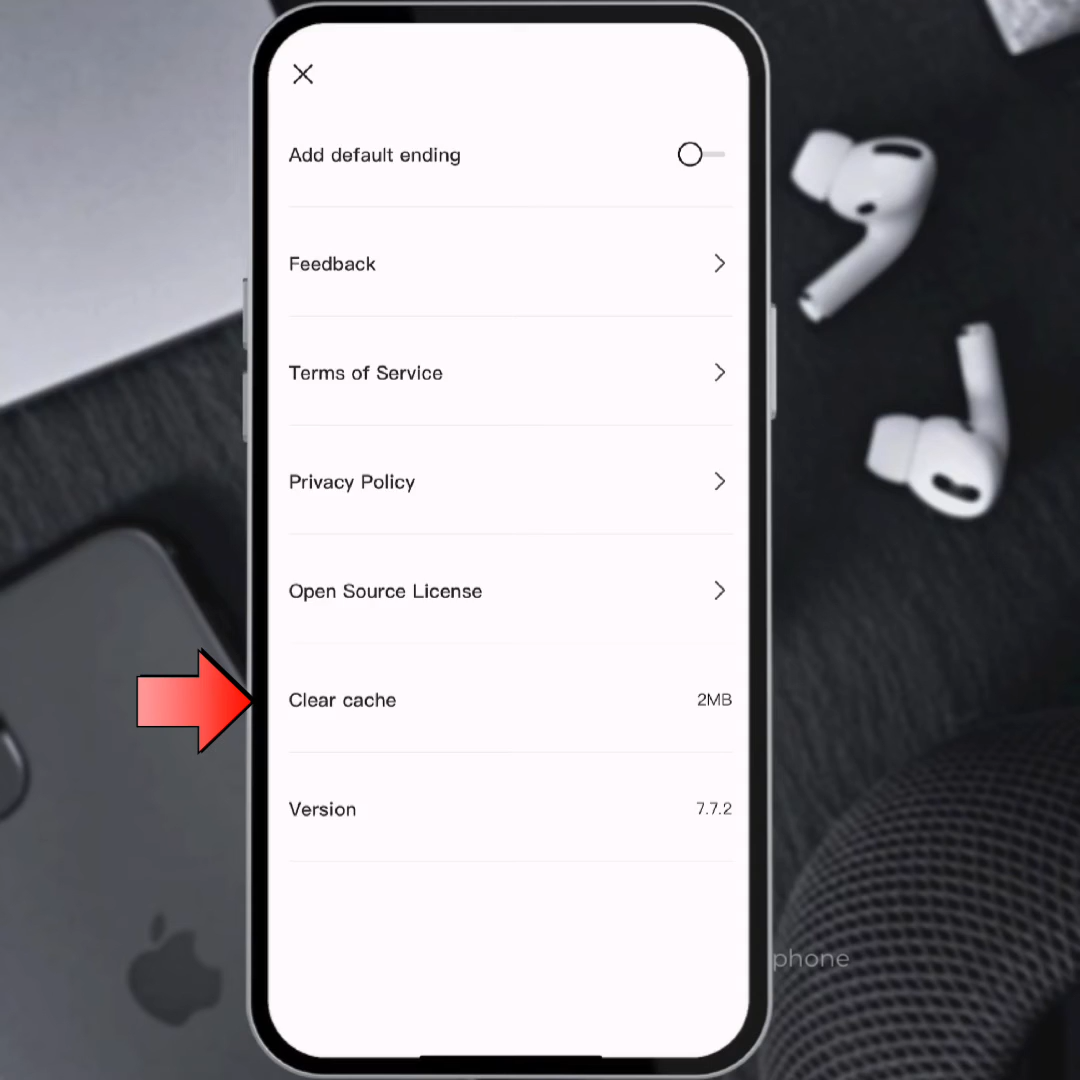 Add default ending
Feedback
Terms of Service
Privacy Policy
Open Source License
Clear cache 2MB
Version 7.7.2
phone